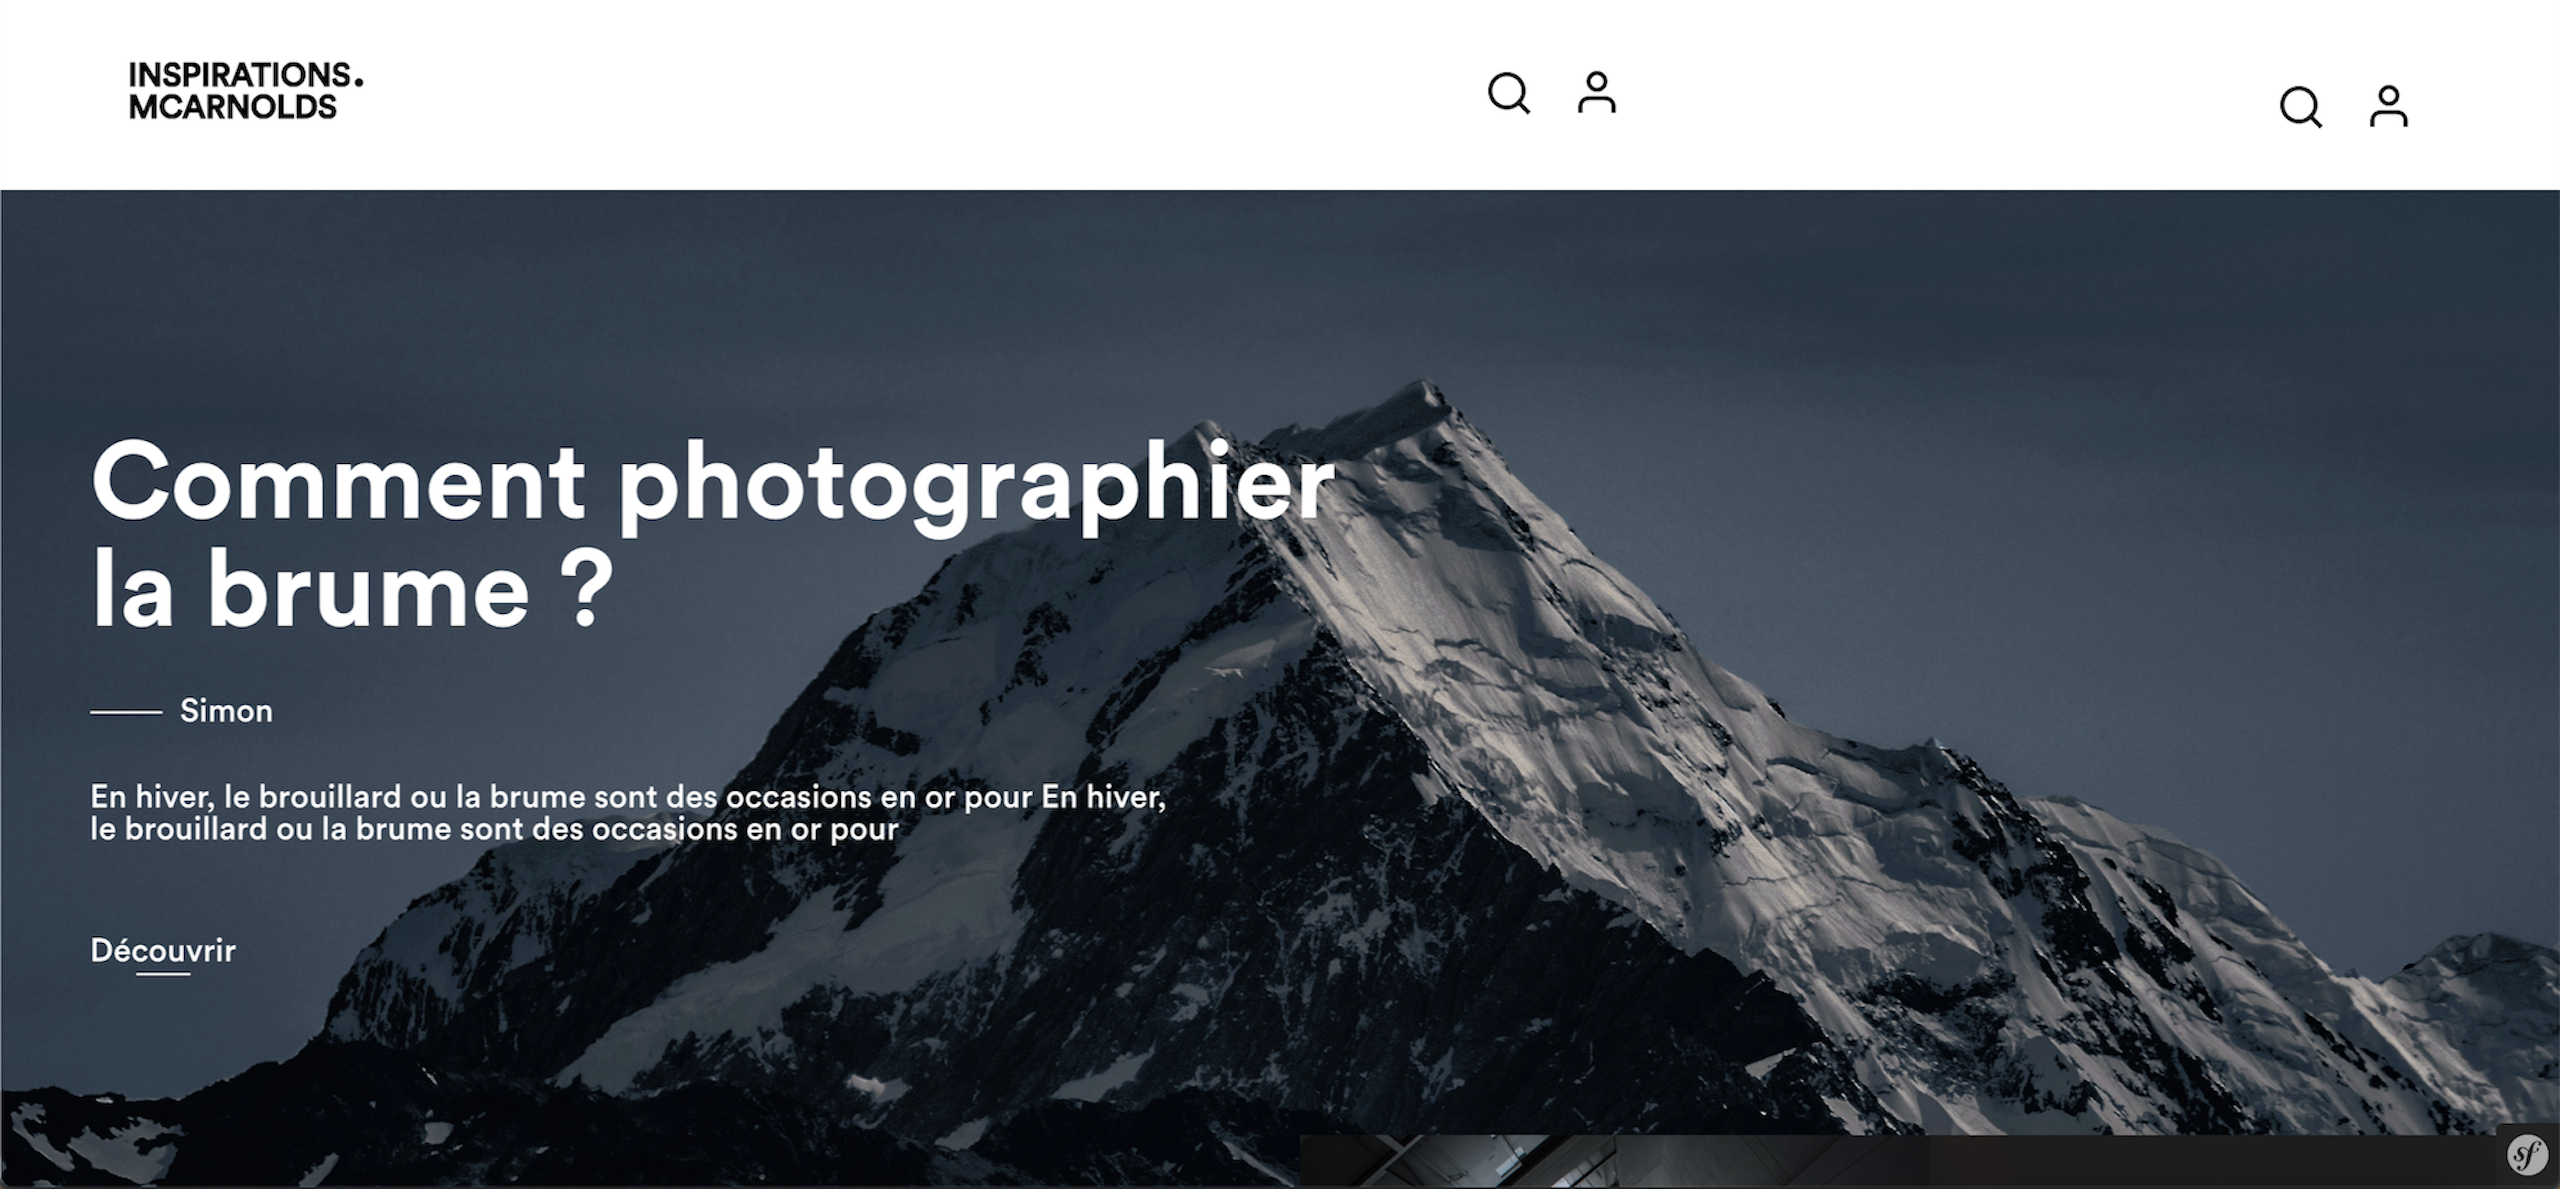 INSPIRATIONS.
MCARNOLDS
Comment photographier
la brume ?
Simon
En hiver, le brouillard ou la brume sont des occasions en or pour En hiver,
le brouillard ou la brume sont des occasions en or pour
Découvrir
sf